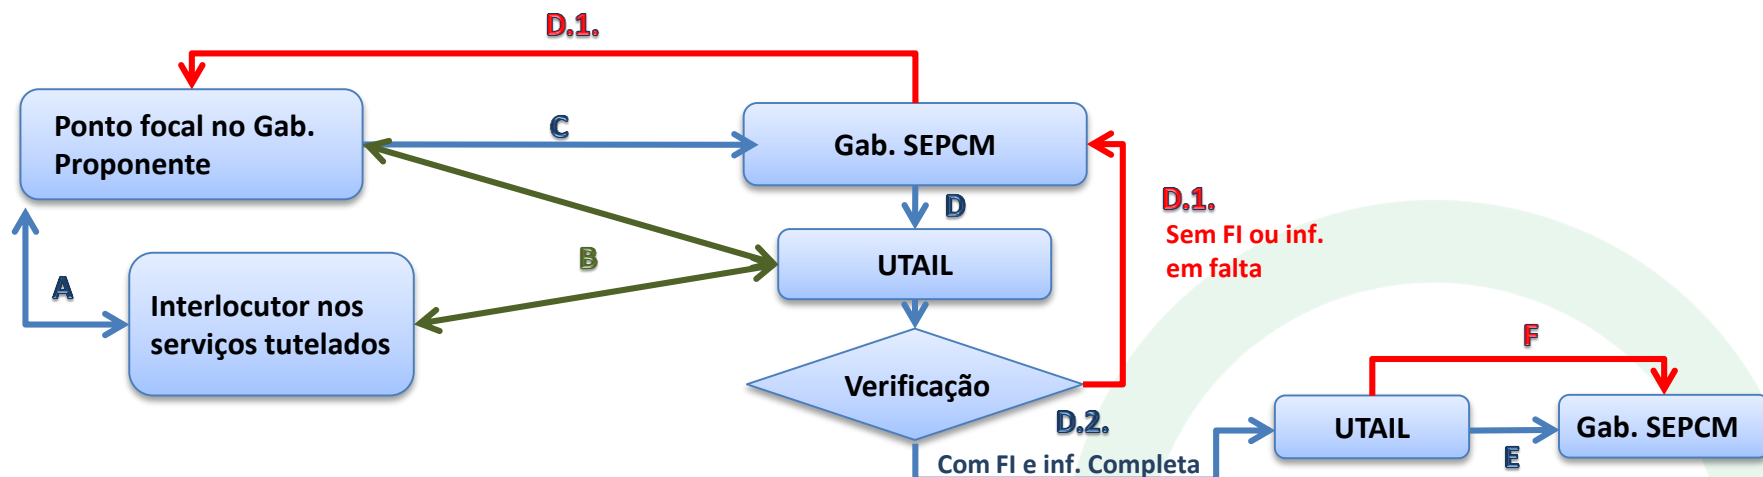 D.1.
Ponto focal no Gab.
Proponente
C
Gab. SEPCM
D
D.1.
Sem FI ou inf.
em falta
B
UTAIL
A
Interlocutor nos
serviços tutelados
Verificação
F
D.2.
Com FI e inf. Completa
UTAIL
E
Gab. SEPCM